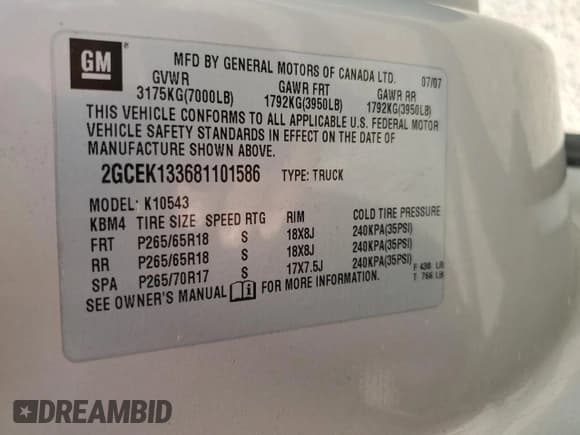 GM ®
MFD BY GENERAL MOTORS OF CANADA LTD. 07/07
GVWR GAWR FRT GAWR RR
3175KG(7000LB) 1792KG(3950LB) 1792KG(3950LB)
THIS VEHICLE CONFORMS TO ALL APPLICABLE U.S. FEDERAL MOTOR
VEHICLE SAFETY STANDARDS IN EFFECT ON THE DATE OF
MANUFACTURE SHOWN ABOVE.
2GCEK133681101586 TYPE: TRUCK
MODEL: K10543
KBM4 TIRE SIZE SPEED RTG RIM COLD TIRE PRESSURE
FRT P265/65R18 S 18X8J 240KPA(35PSI)
RR P265/65R18 S 18X8J 240KPA(35PSI)
SPA P265/70R17 S 17X7.5J 240KPA(35PSI)
F 430 LB
T 766 LB
SEE OWNER'S MANUAL FOR MORE INFORMATION.
DREAMBID